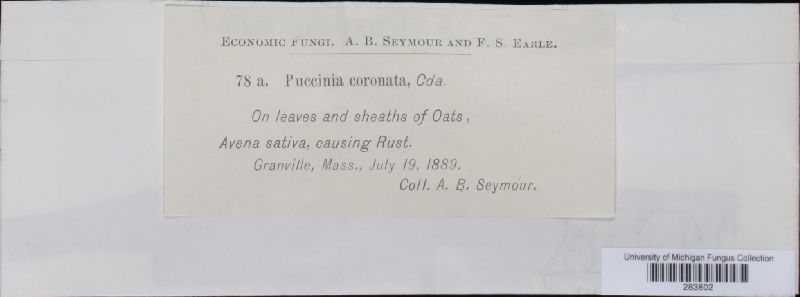 ECONOMIC FUNGI. A. B. SEYMOUR AND F. S. EARLE.
78 a. Puccinia coronata, Cda.
On leaves and sheaths of Oats,
Avena sativa, causing Rust.
Granville, Mass., July 19, 1889.
Coll. A. B. Seymour.
University of Michigan Fungus Collection
283802